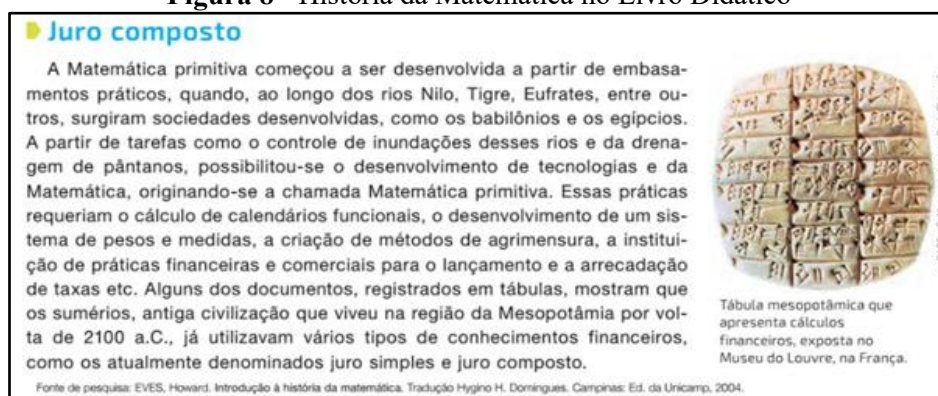 Figura 8 - História da Matemática no Livro Didático
Juro composto
A Matemática primitiva começou a ser desenvolvida a partir de embasa-
mentos práticos, quando, ao longo dos rios Nilo, Tigre, Eufrates, entre ou-
tros, surgiram sociedades desenvolvidas, como os babilônios e os egípcios.
A partir de tarefas como o controle de inundações desses rios e da drena-
gem de pântanos, possibilitou-se o desenvolvimento de tecnologias e da
Matemática, originando-se a chamada Matemática primitiva. Essas práticas
requeriam o cálculo de calendários funcionais, o desenvolvimento de um sis-
tema de pesos e medidas, a criação de métodos de agrimensura, a institui-
ção de práticas financeiras e comerciais para o lançamento e a arrecadação
de taxas etc. Alguns dos documentos, registrados em tábulas, mostram que
os sumérios, antiga civilização que viveu na região da Mesopotâmia por vol-
ta de 2100 a.C., já utilizavam vários tipos de conhecimentos financeiros,
como os atualmente denominados juro simples e juro composto.
Fonte de pesquisa: EVES, Howard. Introdução à história da matemática. Tradução Hygino H. Domingues. Campinas: Ed. da Unicamp, 2004.
Tábula mesopotâmica que
apresenta cálculos
financeiros, exposta no
Museu do Louvre, na França.